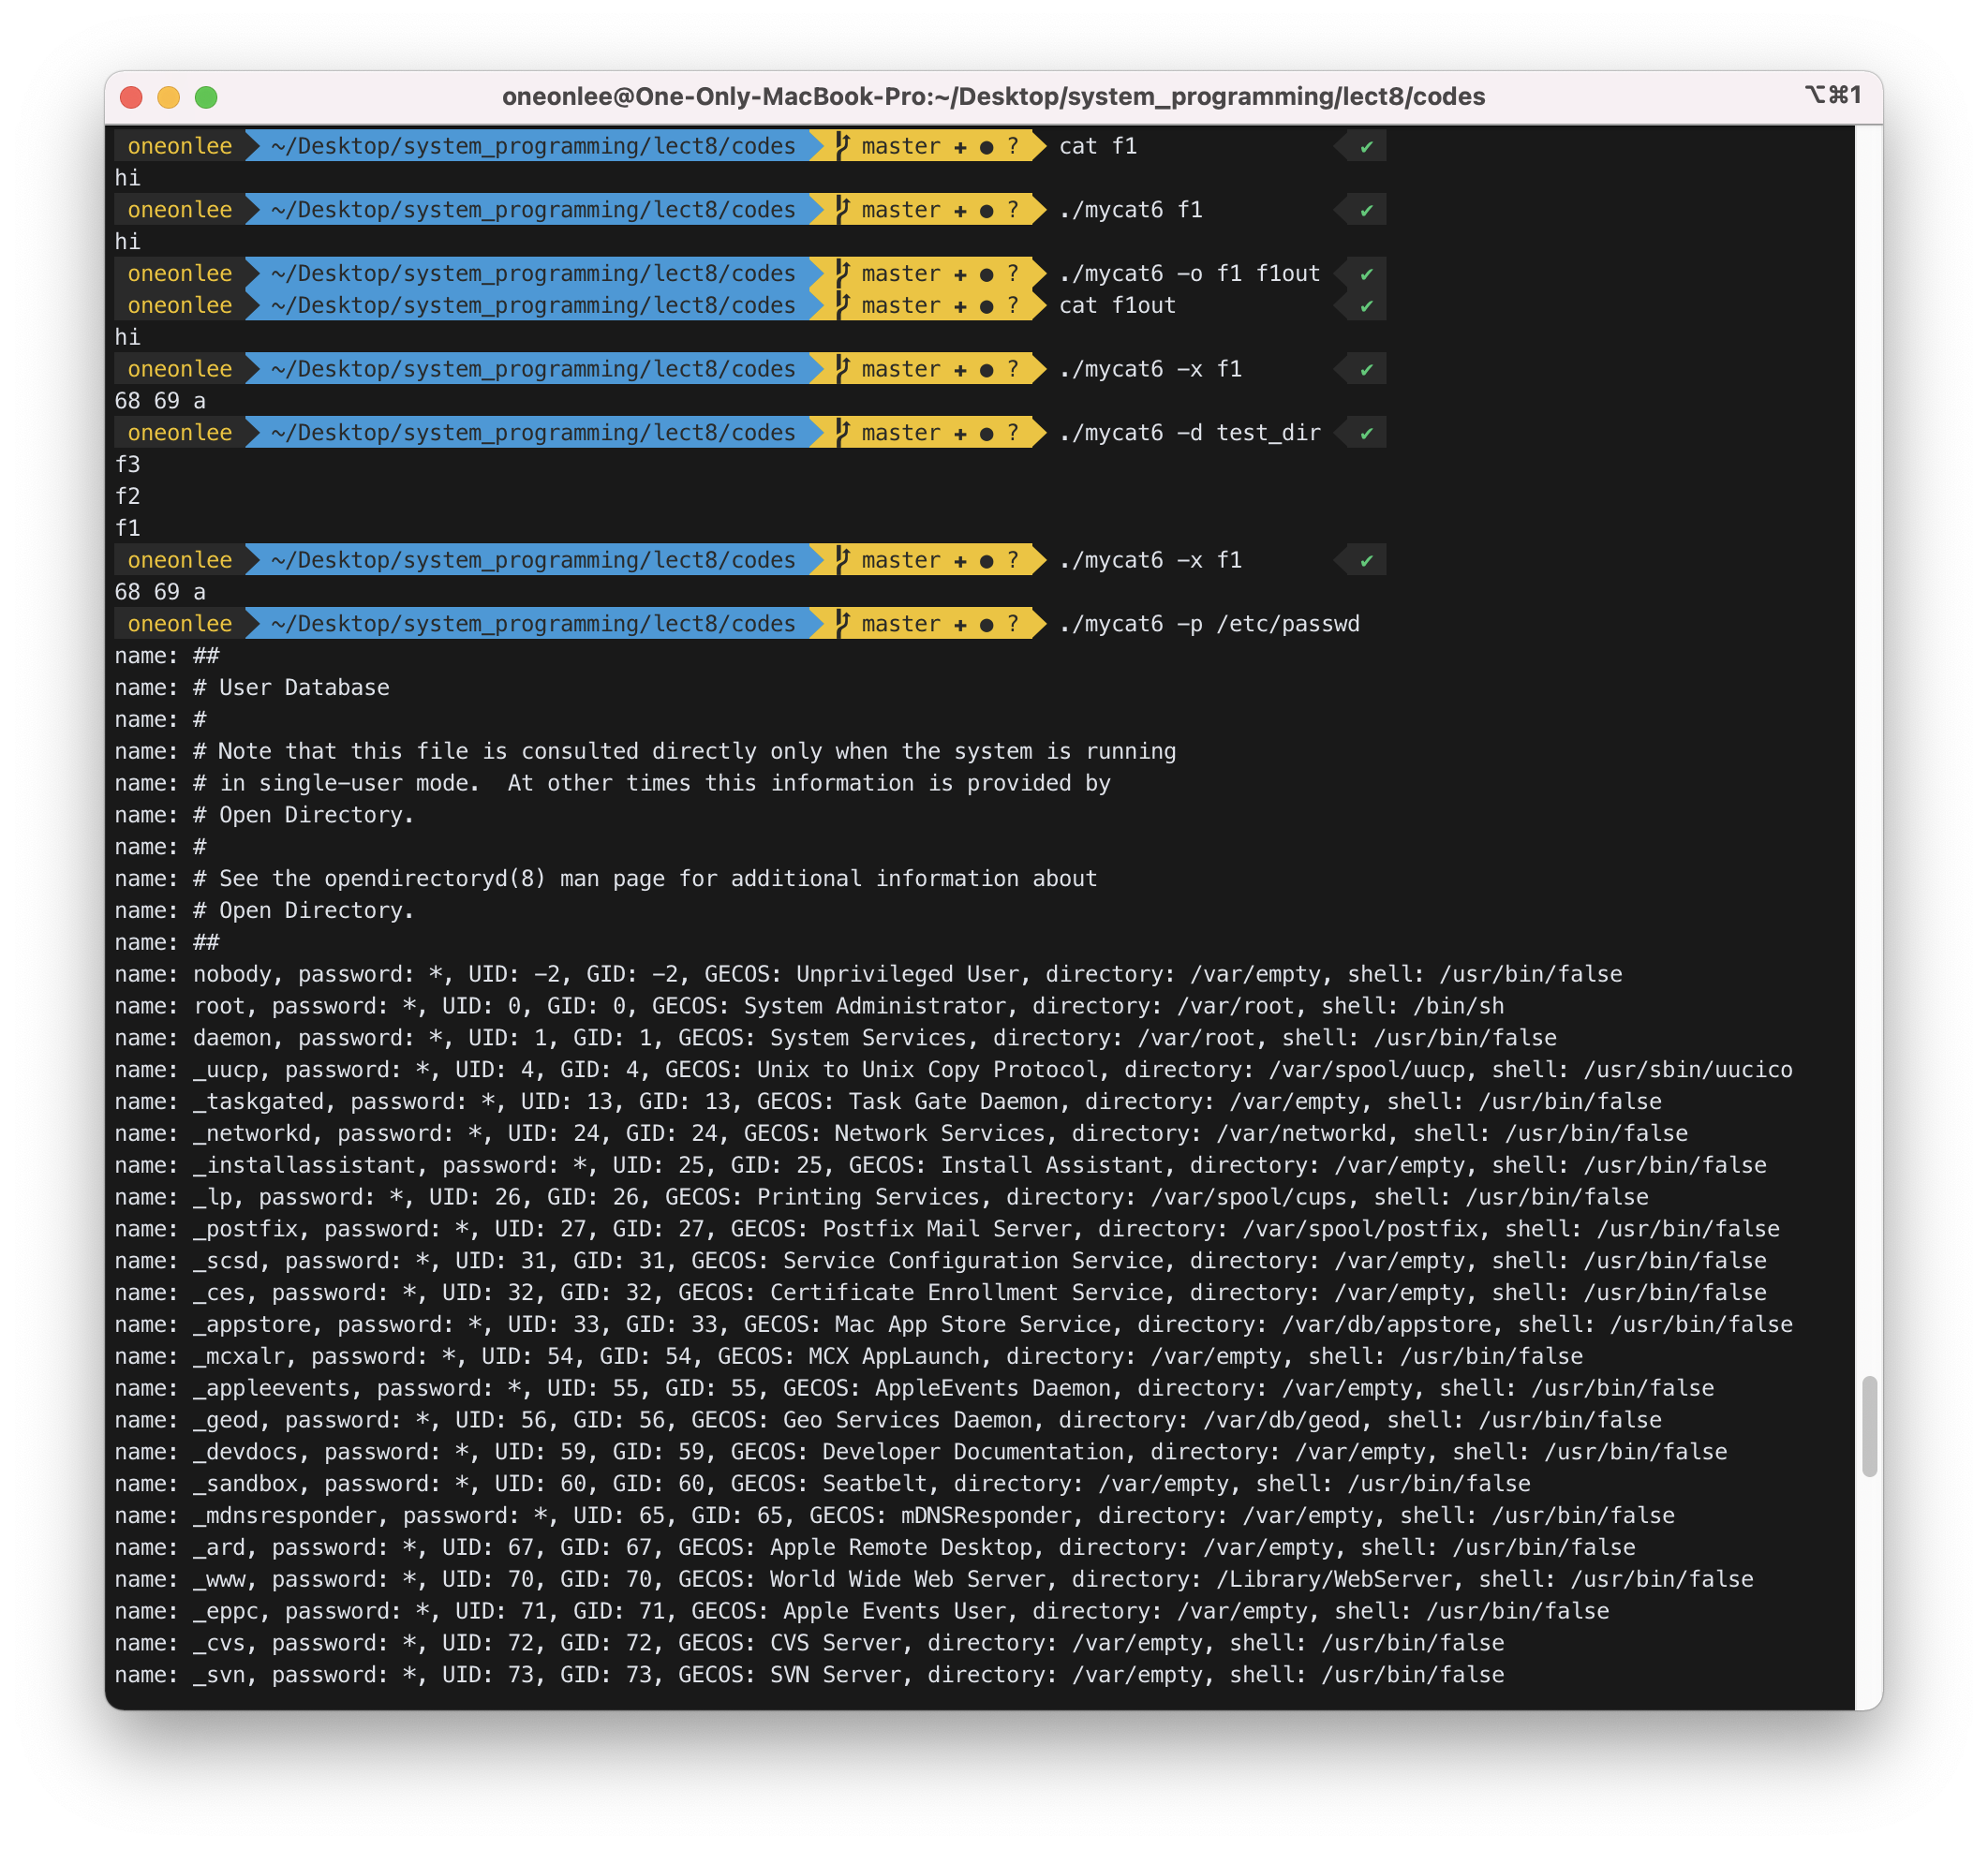 oneonlee@One-Only-MacBook-Pro:~/Desktop/system_programming/lect8/codes ⌥⌘1
oneonlee ~/Desktop/system_programming/lect8/codes master + ● ? cat f1 ✔
hi
oneonlee ~/Desktop/system_programming/lect8/codes master + ● ? ./mycat6 f1 ✔
hi
oneonlee ~/Desktop/system_programming/lect8/codes master + ● ? ./mycat6 -o f1 f1out ✔
oneonlee ~/Desktop/system_programming/lect8/codes master + ● ? cat f1out ✔
hi
oneonlee ~/Desktop/system_programming/lect8/codes master + ● ? ./mycat6 -x f1 ✔
68 69 a
oneonlee ~/Desktop/system_programming/lect8/codes master + ● ? ./mycat6 -d test_dir ✔
f3
f2
f1
oneonlee ~/Desktop/system_programming/lect8/codes master + ● ? ./mycat6 -x f1 ✔
68 69 a
oneonlee ~/Desktop/system_programming/lect8/codes master + ● ? ./mycat6 -p /etc/passwd
name: ##
name: # User Database
name: #
name: # Note that this file is consulted directly only when the system is running
name: # in single-user mode.  At other times this information is provided by
name: # Open Directory.
name: #
name: # See the opendirectoryd(8) man page for additional information about
name: # Open Directory.
name: ##
name: nobody, password: *, UID: -2, GID: -2, GECOS: Unprivileged User, directory: /var/empty, shell: /usr/bin/false
name: root, password: *, UID: 0, GID: 0, GECOS: System Administrator, directory: /var/root, shell: /bin/sh
name: daemon, password: *, UID: 1, GID: 1, GECOS: System Services, directory: /var/root, shell: /usr/bin/false
name: _uucp, password: *, UID: 4, GID: 4, GECOS: Unix to Unix Copy Protocol, directory: /var/spool/uucp, shell: /usr/sbin/uucico
name: _taskgated, password: *, UID: 13, GID: 13, GECOS: Task Gate Daemon, directory: /var/empty, shell: /usr/bin/false
name: _networkd, password: *, UID: 24, GID: 24, GECOS: Network Services, directory: /var/networkd, shell: /usr/bin/false
name: _installassistant, password: *, UID: 25, GID: 25, GECOS: Install Assistant, directory: /var/empty, shell: /usr/bin/false
name: _lp, password: *, UID: 26, GID: 26, GECOS: Printing Services, directory: /var/spool/cups, shell: /usr/bin/false
name: _postfix, password: *, UID: 27, GID: 27, GECOS: Postfix Mail Server, directory: /var/spool/postfix, shell: /usr/bin/false
name: _scsd, password: *, UID: 31, GID: 31, GECOS: Service Configuration Service, directory: /var/empty, shell: /usr/bin/false
name: _ces, password: *, UID: 32, GID: 32, GECOS: Certificate Enrollment Service, directory: /var/empty, shell: /usr/bin/false
name: _appstore, password: *, UID: 33, GID: 33, GECOS: Mac App Store Service, directory: /var/db/appstore, shell: /usr/bin/false
name: _mcxalr, password: *, UID: 54, GID: 54, GECOS: MCX AppLaunch, directory: /var/empty, shell: /usr/bin/false
name: _appleevents, password: *, UID: 55, GID: 55, GECOS: AppleEvents Daemon, directory: /var/empty, shell: /usr/bin/false
name: _geod, password: *, UID: 56, GID: 56, GECOS: Geo Services Daemon, directory: /var/db/geod, shell: /usr/bin/false
name: _devdocs, password: *, UID: 59, GID: 59, GECOS: Developer Documentation, directory: /var/empty, shell: /usr/bin/false
name: _sandbox, password: *, UID: 60, GID: 60, GECOS: Seatbelt, directory: /var/empty, shell: /usr/bin/false
name: _mdnsresponder, password: *, UID: 65, GID: 65, GECOS: mDNSResponder, directory: /var/empty, shell: /usr/bin/false
name: _ard, password: *, UID: 67, GID: 67, GECOS: Apple Remote Desktop, directory: /var/empty, shell: /usr/bin/false
name: _www, password: *, UID: 70, GID: 70, GECOS: World Wide Web Server, directory: /Library/WebServer, shell: /usr/bin/false
name: _eppc, password: *, UID: 71, GID: 71, GECOS: Apple Events User, directory: /var/empty, shell: /usr/bin/false
name: _cvs, password: *, UID: 72, GID: 72, GECOS: CVS Server, directory: /var/empty, shell: /usr/bin/false
name: _svn, password: *, UID: 73, GID: 73, GECOS: SVN Server, directory: /var/empty, shell: /usr/bin/false